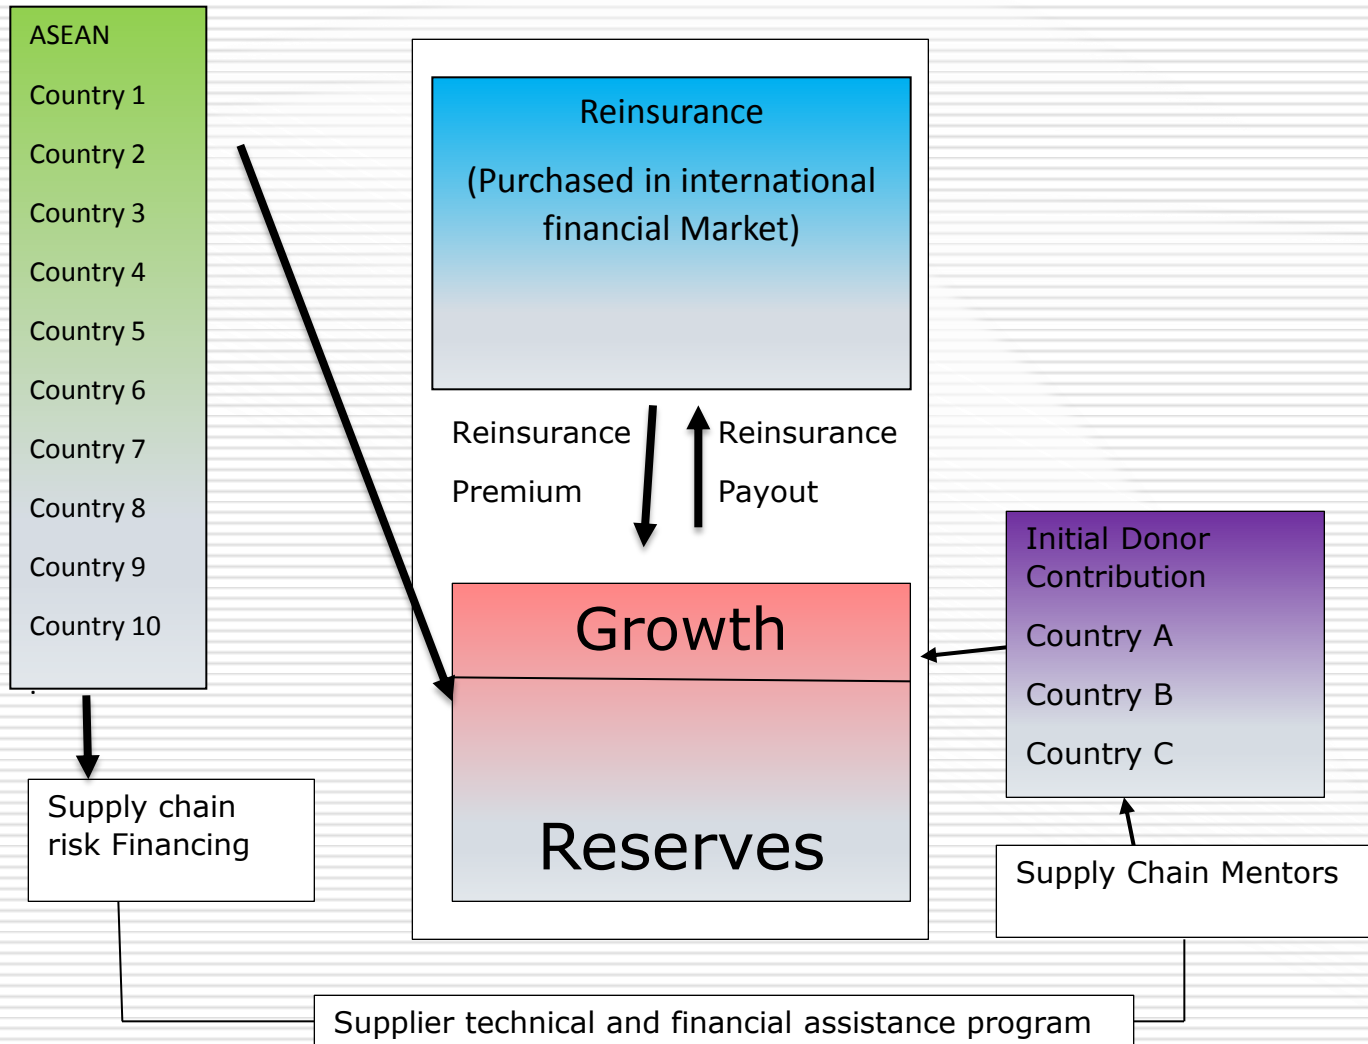 ASEAN
Country 1
Country 2
Country 3
Country 4
Country 5
Country 6
Country 7
Country 8
Country 9
Country 10
.
Supply chain
risk Financing
Reinsurance
(Purchased in international
financial Market)
Reinsurance
Premium
Reinsurance
Payout
Growth
Reserves
Initial Donor
Contribution
Country A
Country B
Country C
Supply Chain Mentors
Supplier technical and financial assistance program